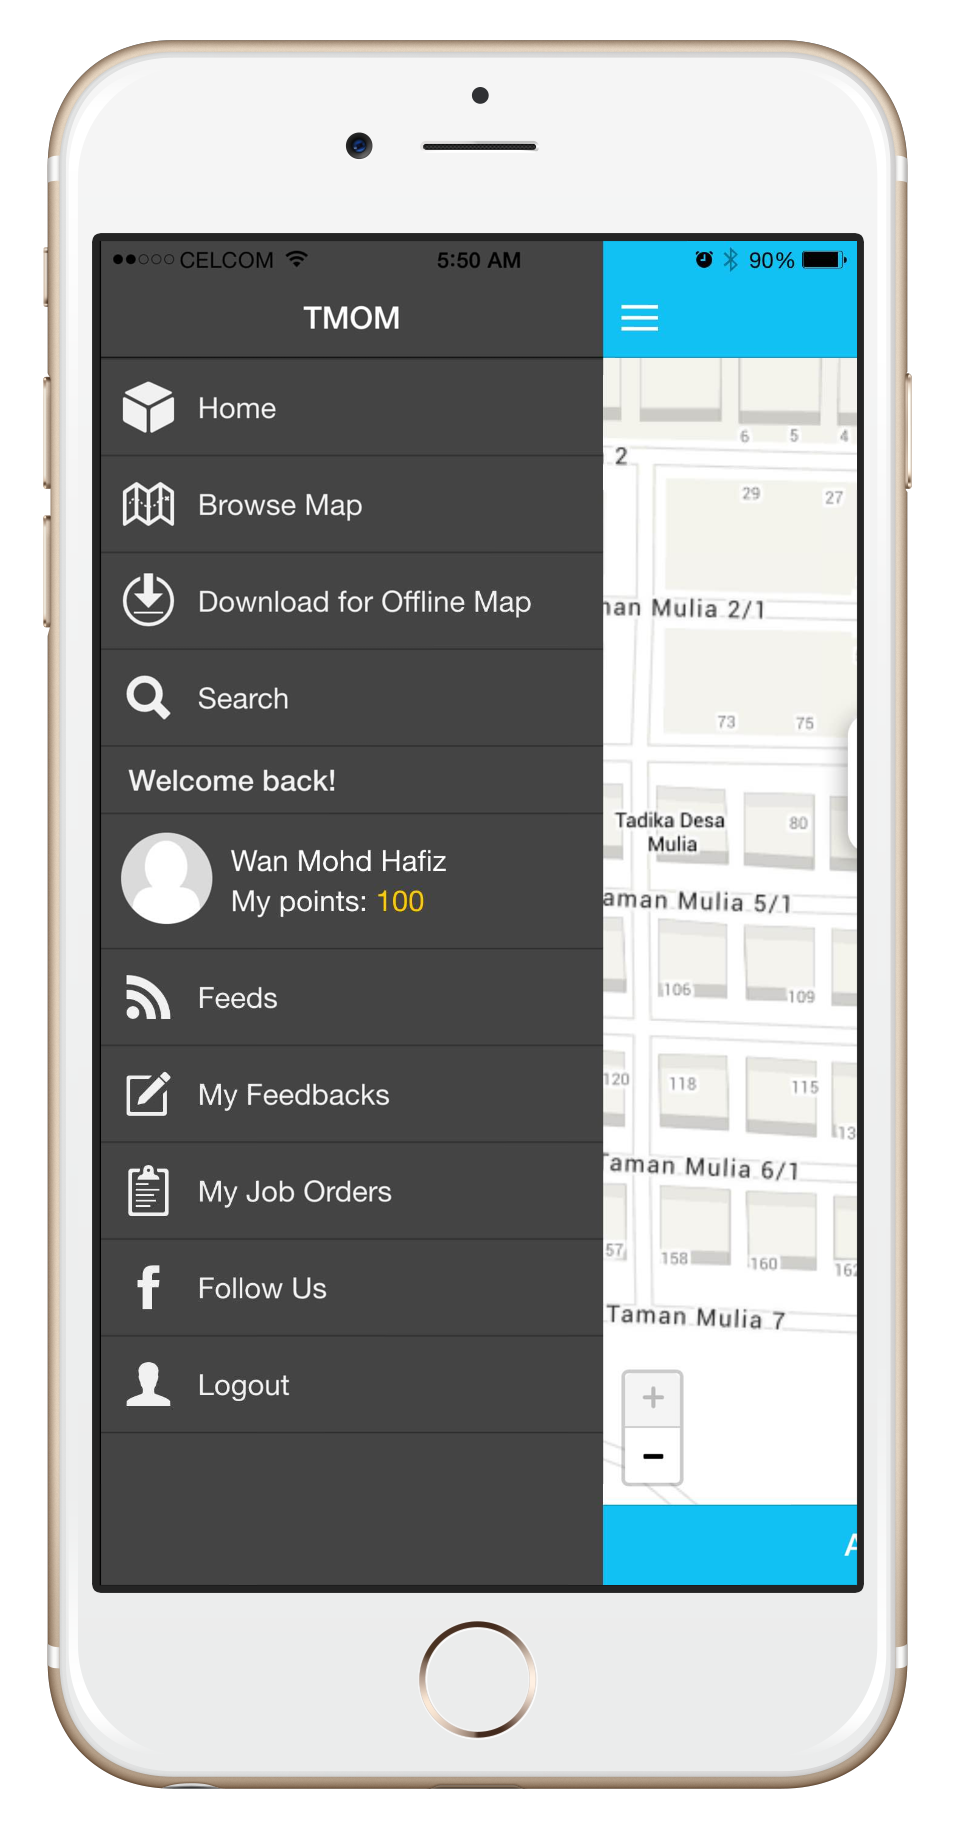 CELCOM 5:50 AM 90%
TMOM
Home
Browse Map
Download for Offline Map
Search
Welcome back!
Wan Mohd Hafiz
My points: 100
Feeds
My Feedbacks
My Job Orders
Follow Us
Logout
6 5 4
2
29 27
Mulia 2/1
73 75
Tadika Desa
Mulia
80
aman Mulia 5/1
106 109
120 118 115
13
Taman Mulia 6/1
57 158 160 162
Taman Mulia 7
+
-
A